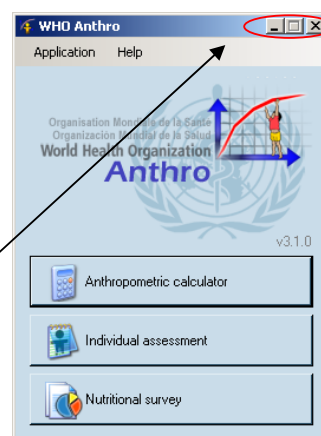 WHO Anthro
Application Help
Organisation Mondiale de la Santé
Organización Mundial de la Salud
World Health Organization
Anthro
v3.1.0
Anthropometric calculator
Individual assessment
Nutritional survey